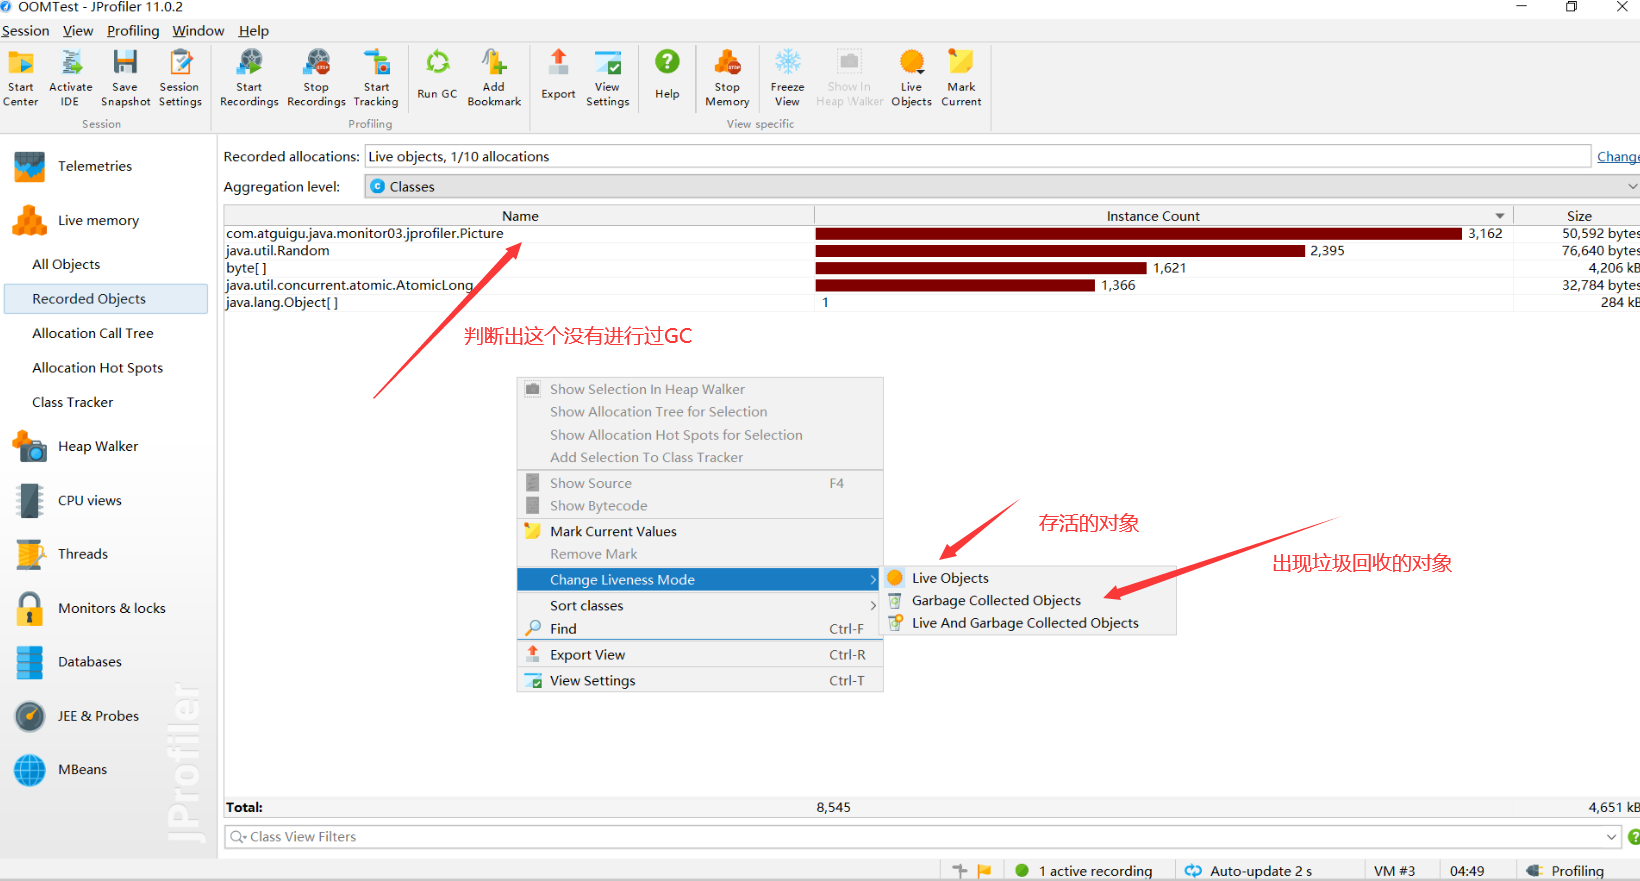 OOMTest - JProfiler 11.0.2
Session View Profiling Window Help
Start Center
Activate IDE
Save Snapshot
Session Settings
Start Recordings
Stop Recordings
Start Tracking
Run GC
Add Bookmark
Export
View Settings
Help
Stop Memory
Freeze View
Show In Heap Walker
Live Objects
Mark Current
Session
Profiling
View specific
Telemetries
Live memory
All Objects
Recorded Objects
Allocation Call Tree
Allocation Hot Spots
Class Tracker
Heap Walker
CPU views
Threads
Monitors & locks
Databases
JEE & Probes
MBeans
JProfiler
Recorded allocations: Live objects, 1/10 allocations Change
Aggregation level: Classes
Name Instance Count Size
com.atguigu.java.monitor03.jprofiler.Picture 3,162 50,592 bytes
java.util.Random 2,395 76,640 bytes
byte[ ] 1,621 4,206 kB
java.util.concurrent.atomic.AtomicLong 1,366 32,784 bytes
java.lang.Object[ ] 1 284 kB
判断出这个没有进行过GC
Show Selection In Heap Walker
Show Allocation Tree for Selection
Show Allocation Hot Spots for Selection
Add Selection To Class Tracker
Show Source F4
Show Bytecode
Mark Current Values
Remove Mark
Change Liveness Mode
Sort classes
Find Ctrl-F
Export View Ctrl-R
View Settings Ctrl-T
存活的对象
出现垃圾回收的对象
Live Objects
Garbage Collected Objects
Live And Garbage Collected Objects
Total: 8,545 4,651 kB
Class View Filters
1 active recording Auto-update 2 s VM #3 04:49 Profiling